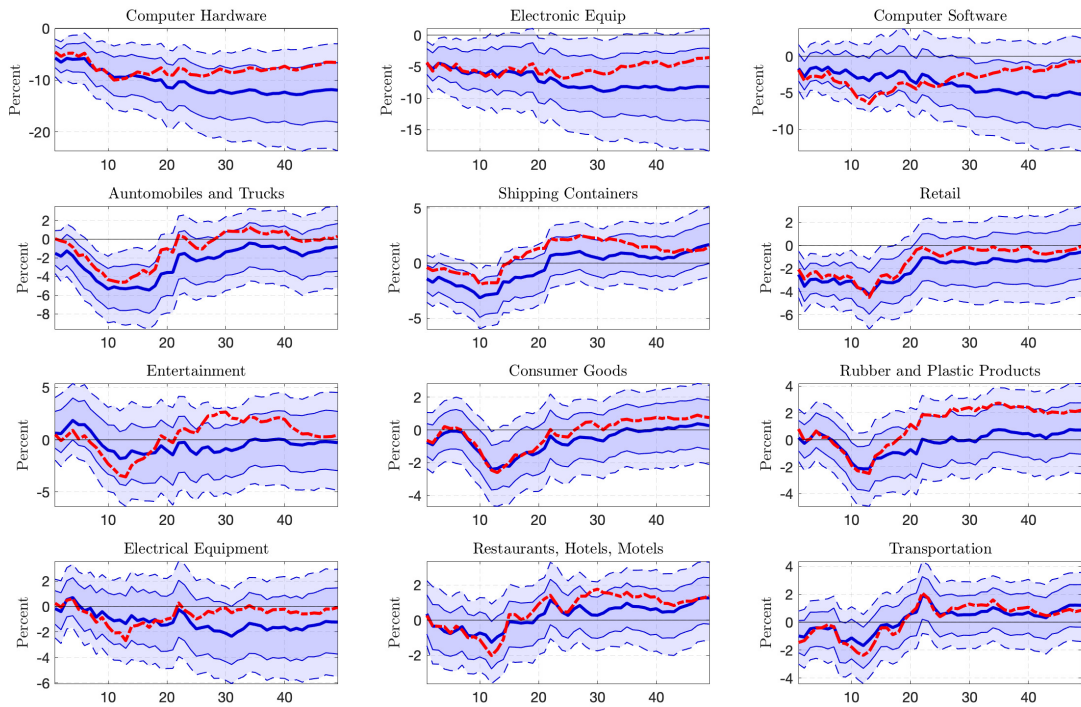 Computer Hardware
Electronic Equip
Computer Software
Percent
0
-10
-20
10 20 30 40
Percent
0
-5
-10
-15
10 20 30 40
Percent
0
-5
-10
10 20 30 40
Auntomobiles and Trucks
Shipping Containers
Retail
Percent
2
0
-2
-4
-6
-8
10 20 30 40
Percent
5
0
-5
10 20 30 40
Percent
2
0
-2
-4
-6
10 20 30 40
Entertainment
Consumer Goods
Rubber and Plastic Products
Percent
5
0
-5
10 20 30 40
Percent
2
0
-2
-4
10 20 30 40
Percent
4
2
0
-2
-4
10 20 30 40
Electrical Equipment
Restaurants, Hotels, Motels
Transportation
Percent
2
0
-2
-4
-6
10 20 30 40
Percent
2
0
-2
10 20 30 40
Percent
4
2
0
-2
-4
10 20 30 40